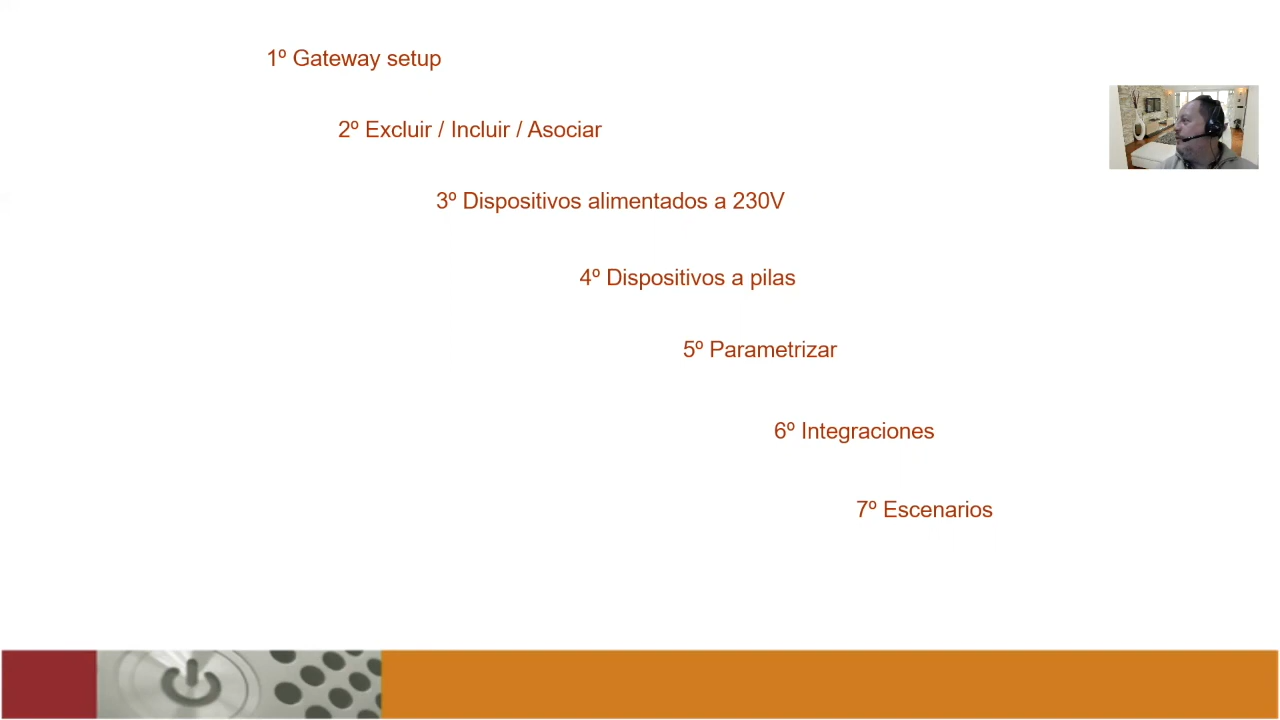 1º Gateway setup
2º Excluir / Incluir / Asociar
3º Dispositivos alimentados a 230V
4º Dispositivos a pilas
5º Parametrizar
6º Integraciones
7º Escenarios